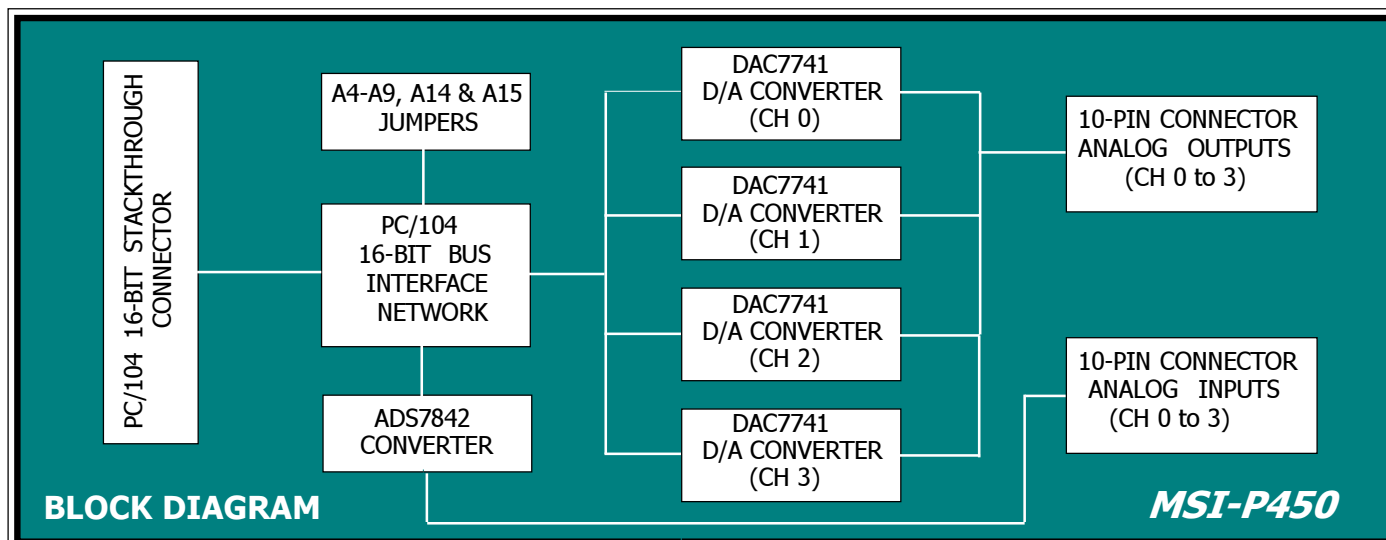 PC/104 16-BIT STACKTHROUGH
CONNECTOR
A4-A9, A14 & A15
JUMPERS
PC/104
16-BIT BUS
INTERFACE
NETWORK
ADS7842
CONVERTER
DAC7741
D/A CONVERTER
(CH 0)
DAC7741
D/A CONVERTER
(CH 1)
DAC7741
D/A CONVERTER
(CH 2)
DAC7741
D/A CONVERTER
(CH 3)
10-PIN CONNECTOR
ANALOG OUTPUTS
(CH 0 to 3)
10-PIN CONNECTOR
ANALOG INPUTS
(CH 0 to 3)
BLOCK DIAGRAM
MSI-P450